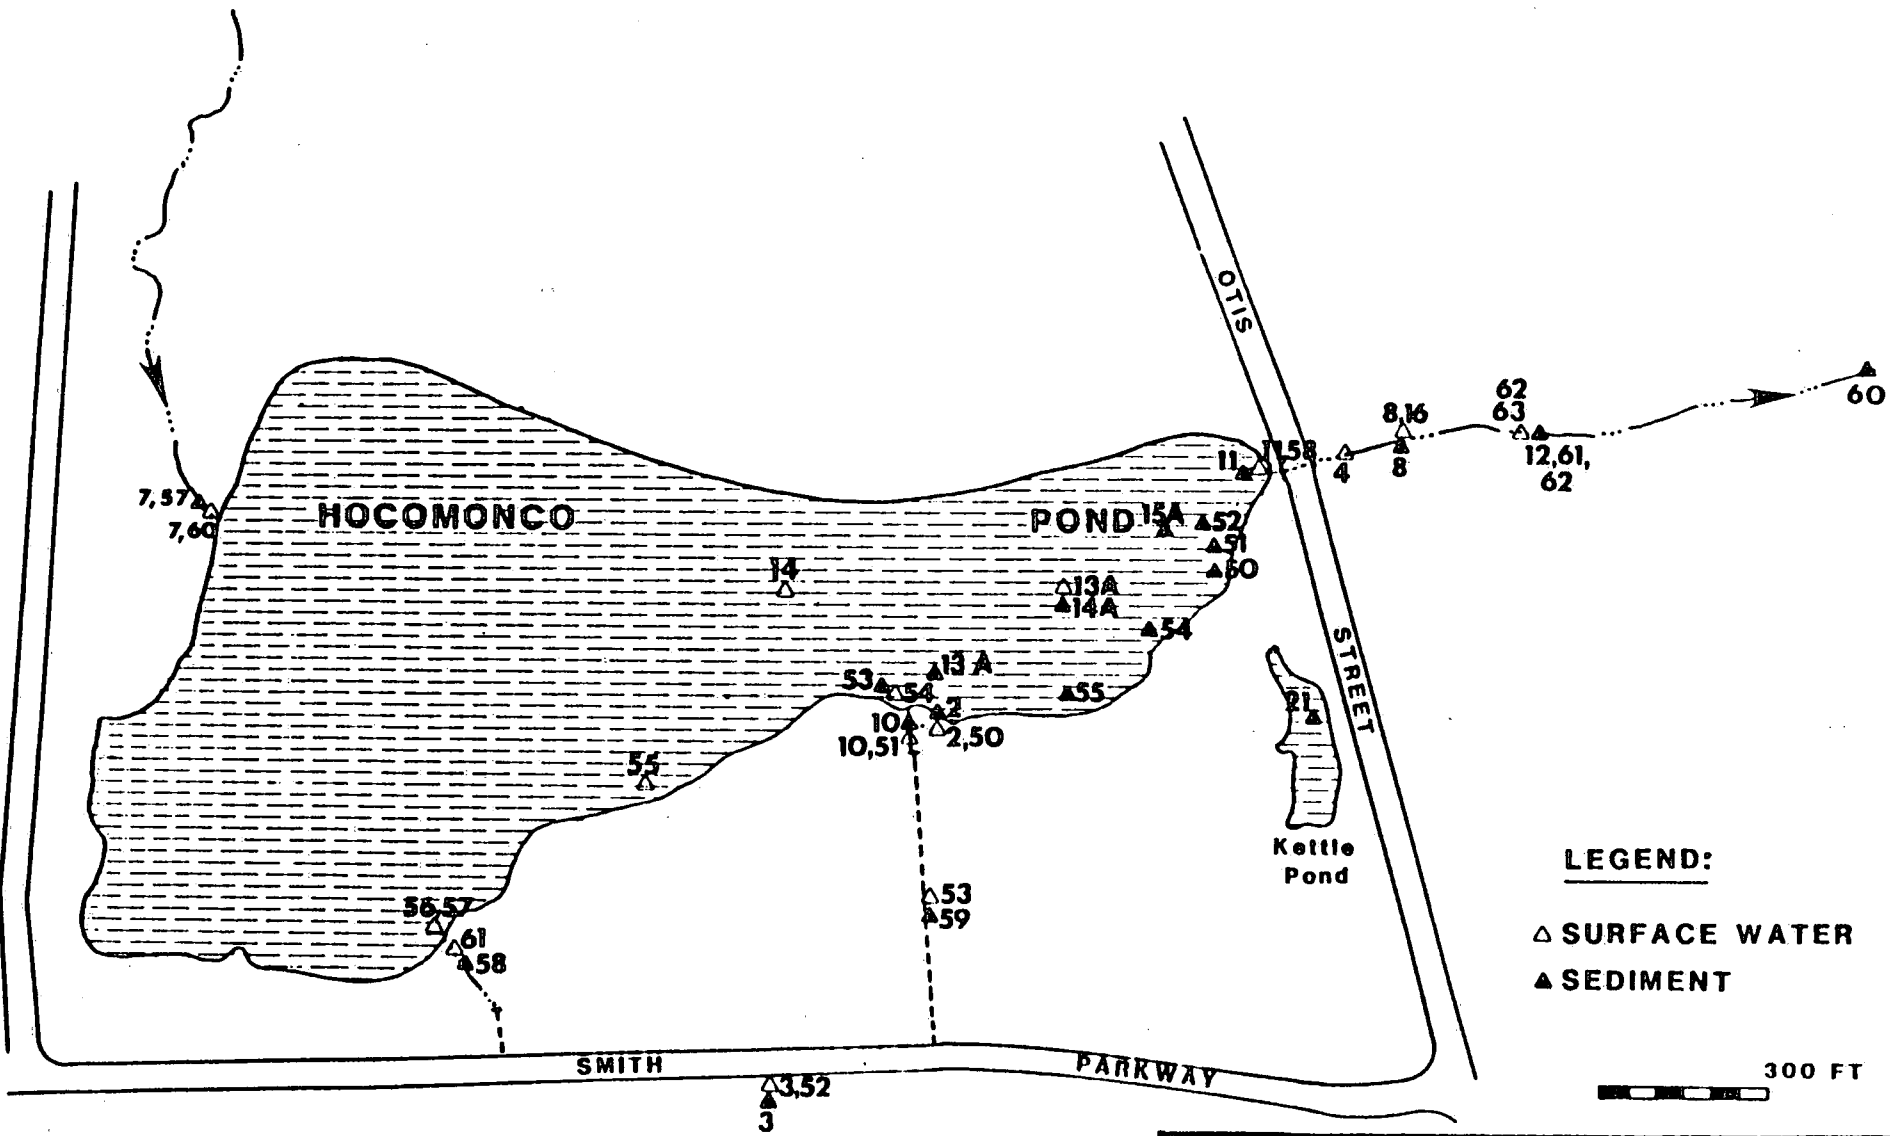 OTIS
62
8,16
63
60
11
11,58
4
8
12,61,
62
7,57
HOCOMONCO
POND
15A
52
7,60
51
14
50
13A
14A
54
STREET
13A
53
54
55
2
21
10
2,50
10,51
55
Kettle
Pond
LEGEND:
53
56,57
59
SURFACE WATER
61
58
SEDIMENT
SMITH
PARKWAY
300 FT
3,52
3